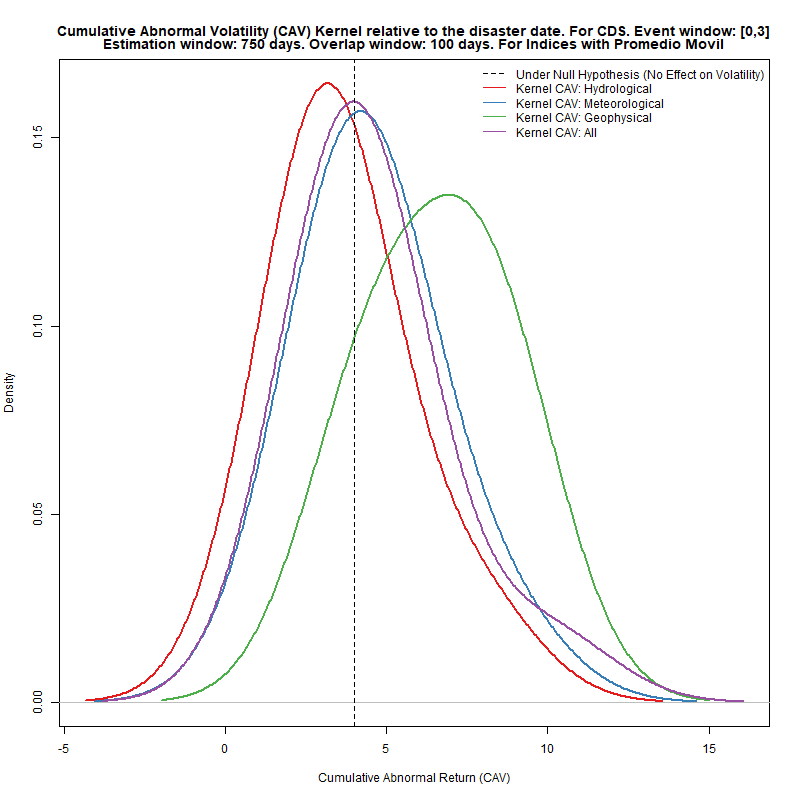 Cumulative Abnormal Volatility (CAV) Kernel relative to the disaster date. For CDS. Event window: [0,3]
Estimation window: 750 days. Overlap window: 100 days. For Indices with Promedio Movil
Under Null Hypothesis (No Effect on Volatility)
Kernel CAV: Hydrological
Kernel CAV: Meteorological
Kernel CAV: Geophysical
Kernel CAV: All
0.15
0.10
0.05
0.00
Density
-5 0 5 10 15
Cumulative Abnormal Return (CAV)